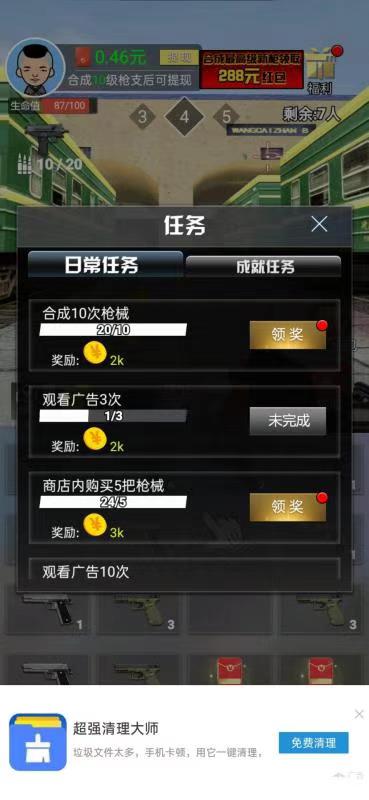 0.46元 提现
合成最高级新枪领取
288元红包
福利
合成10级枪支后可提现
生命值 87/100
3 4 5
剩余:7人
WANGCAIZHAN B
10/20
任务
日常任务 成就任务
合成10次枪械
20/10
领奖
奖励: 2k
观看广告3次
1/3
未完成
奖励: 2k
商店内购买5把枪械
24/5
领奖
奖励: 3k
观看广告10次
1 3 3
超强清理大师
垃圾文件太多，手机卡顿，用它一键清理，
免费清理
广告